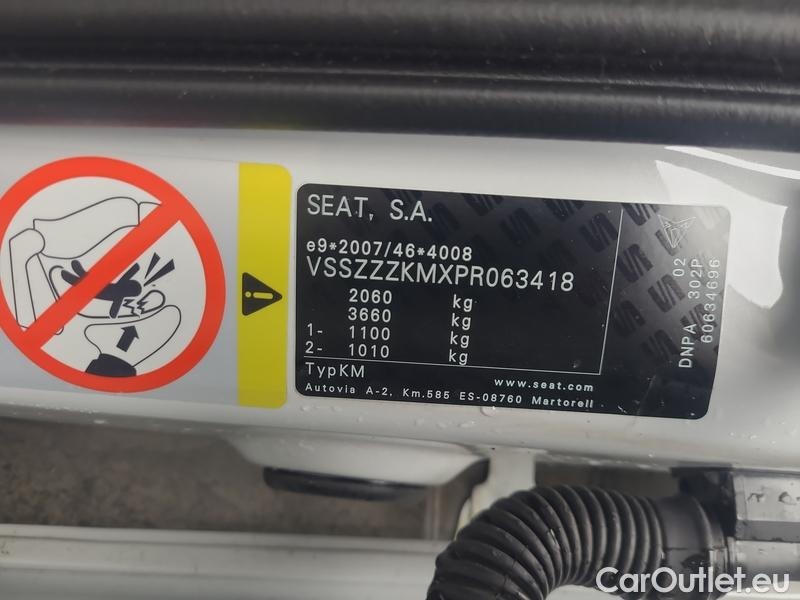 SEAT, S.A.
e9*2007/46*4008
VSSZZZKMXPR063418
2060 kg
3660 kg
1- 1100 kg
2- 1010 kg
TypKM
www.seat.com
Autovia A-2, Km.585 ES-08760 Martorell
DNPA 302P 02
60634696
CarOutlet.eu